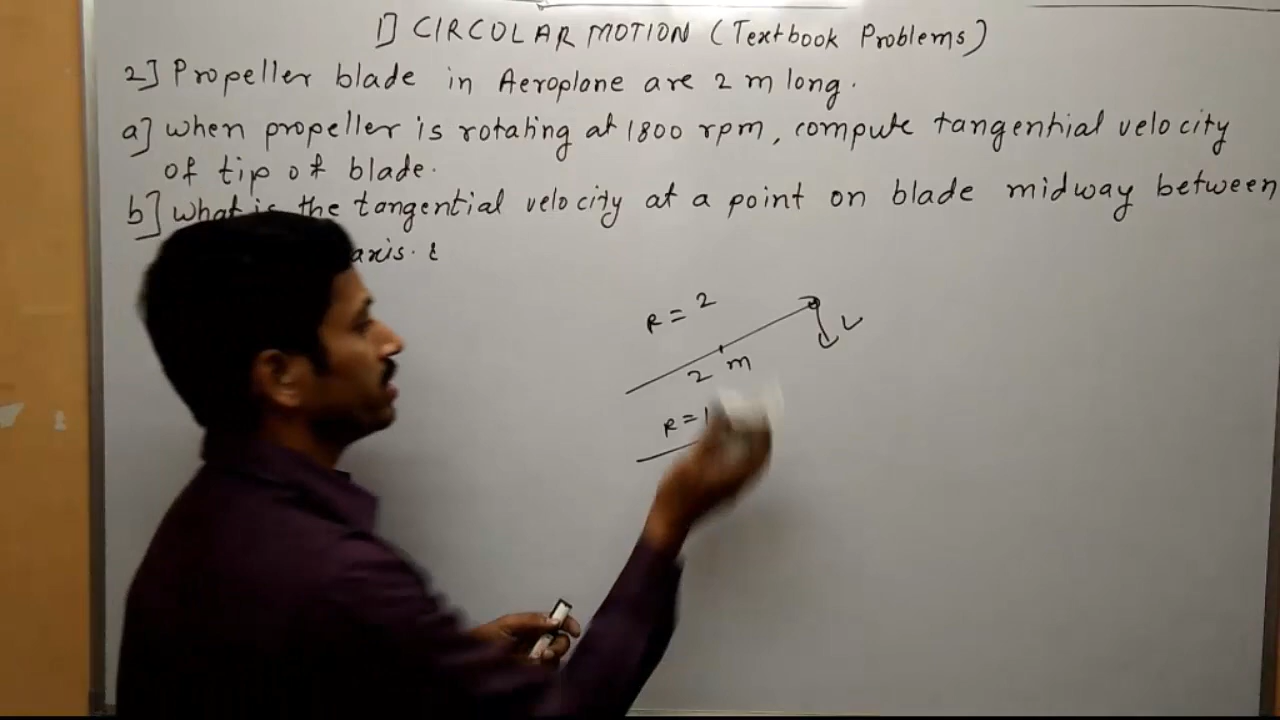 1] CIRCULAR MOTION (Textbook Problems)
2] Propeller blade in Aeroplane are 2 m long.
a] when propeller is rotating at 1800 rpm, compute tangential velocity
of tip of blade.
b] what is the tangential velocity at a point on blade midway between
axis. &
R = 2
2 m
R = 1